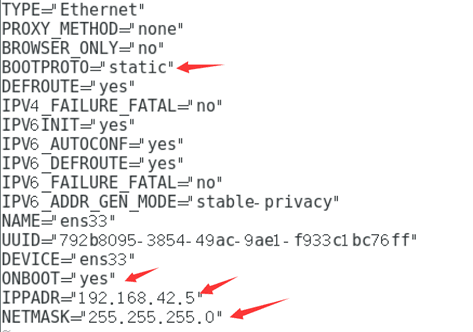 TYPE="Ethernet"
PROXY_METHOD="none"
BROWSER_ONLY="no"
BOOTPROTO="static"
DEFROUTE="yes"
IPV4_FAILURE_FATAL="no"
IPV6INIT="yes"
IPV6_AUTOCONF="yes"
IPV6_DEFROUTE="yes"
IPV6_FAILURE_FATAL="no"
IPV6_ADDR_GEN_MODE="stable-privacy"
NAME="ens33"
UUID="792b8095-3854-49ac-9ae1-f933c1bc76ff"
DEVICE="ens33"
ONBOOT="yes"
IPPADR="192.168.42.5"
NETMASK="255.255.255.0"
~